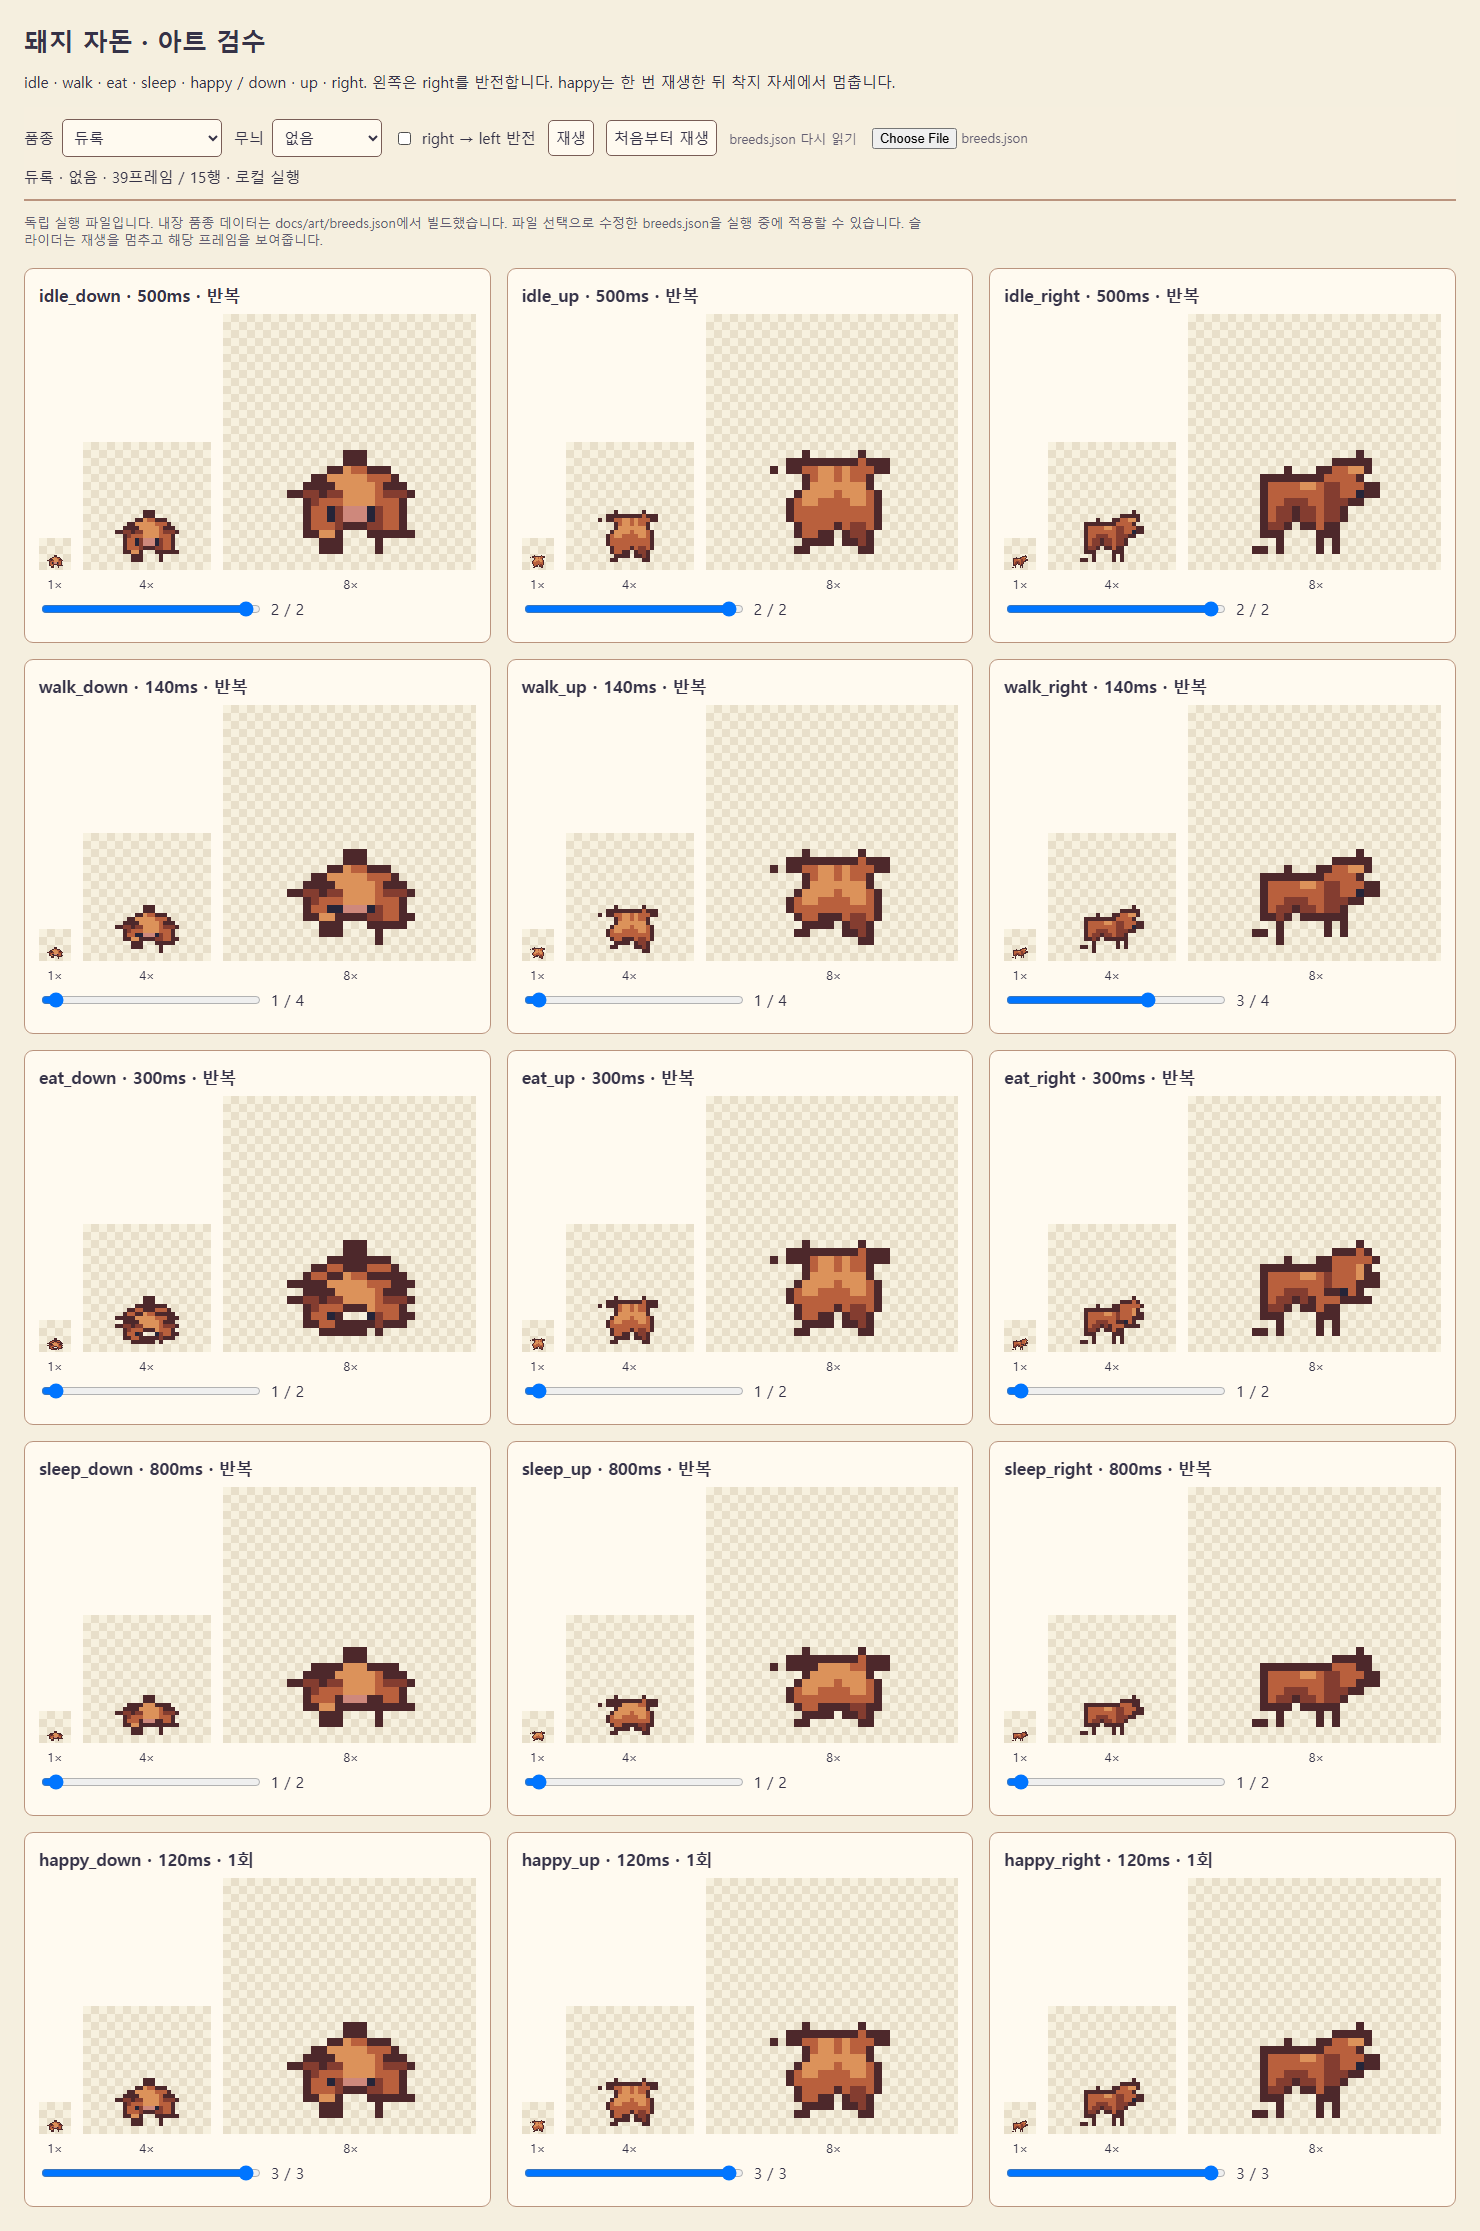 돼지 자돈 · 아트 검수
idle · walk · eat · sleep · happy / down · up · right. 왼쪽은 right를 반전합니다. happy는 한 번 재생한 뒤 착지 자세에서 멈춥니다.
품종 듀록 무늬 없음 right → left 반전 재생 처음부터 재생 breeds.json 다시 읽기 Choose File breeds.json
듀록 · 없음 · 39프레임 / 15행 · 로컬 실행
독립 실행 파일입니다. 내장 품종 데이터는 docs/art/breeds.json에서 빌드했습니다. 파일 선택으로 수정한 breeds.json을 실행 중에 적용할 수 있습니다. 슬
라이더는 재생을 멈추고 해당 프레임을 보여줍니다.
idle_down · 500ms · 반복
1× 4× 8×
2 / 2
idle_up · 500ms · 반복
1× 4× 8×
2 / 2
idle_right · 500ms · 반복
1× 4× 8×
2 / 2
walk_down · 140ms · 반복
1× 4× 8×
1 / 4
walk_up · 140ms · 반복
1× 4× 8×
1 / 4
walk_right · 140ms · 반복
1× 4× 8×
3 / 4
eat_down · 300ms · 반복
1× 4× 8×
1 / 2
eat_up · 300ms · 반복
1× 4× 8×
1 / 2
eat_right · 300ms · 반복
1× 4× 8×
1 / 2
sleep_down · 800ms · 반복
1× 4× 8×
1 / 2
sleep_up · 800ms · 반복
1× 4× 8×
1 / 2
sleep_right · 800ms · 반복
1× 4× 8×
1 / 2
happy_down · 120ms · 1회
1× 4× 8×
3 / 3
happy_up · 120ms · 1회
1× 4× 8×
3 / 3
happy_right · 120ms · 1회
1× 4× 8×
3 / 3